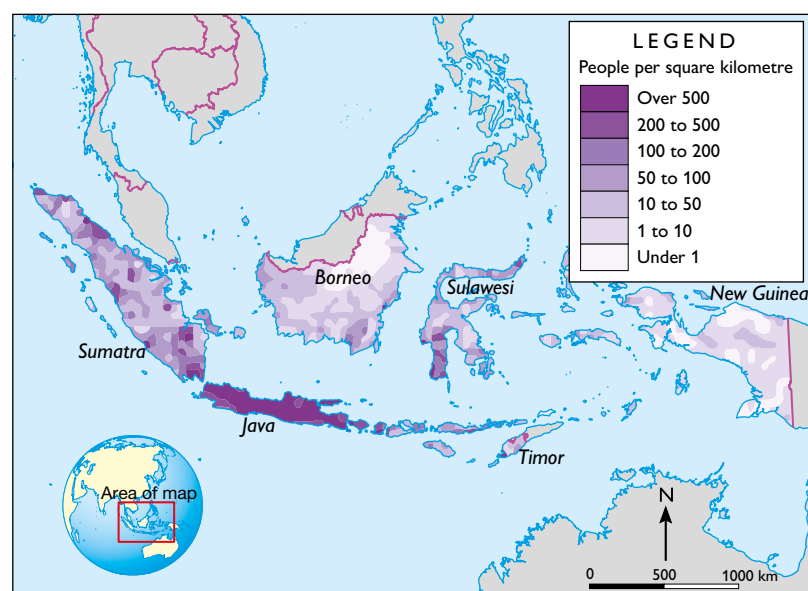 LEGEND
People per square kilometre
Over 500
200 to 500
100 to 200
50 to 100
10 to 50
1 to 10
Under 1
Borneo
Sulawesi
New Guinea
Sumatra
Java
Timor
Area of map
N
0 500 1000 km